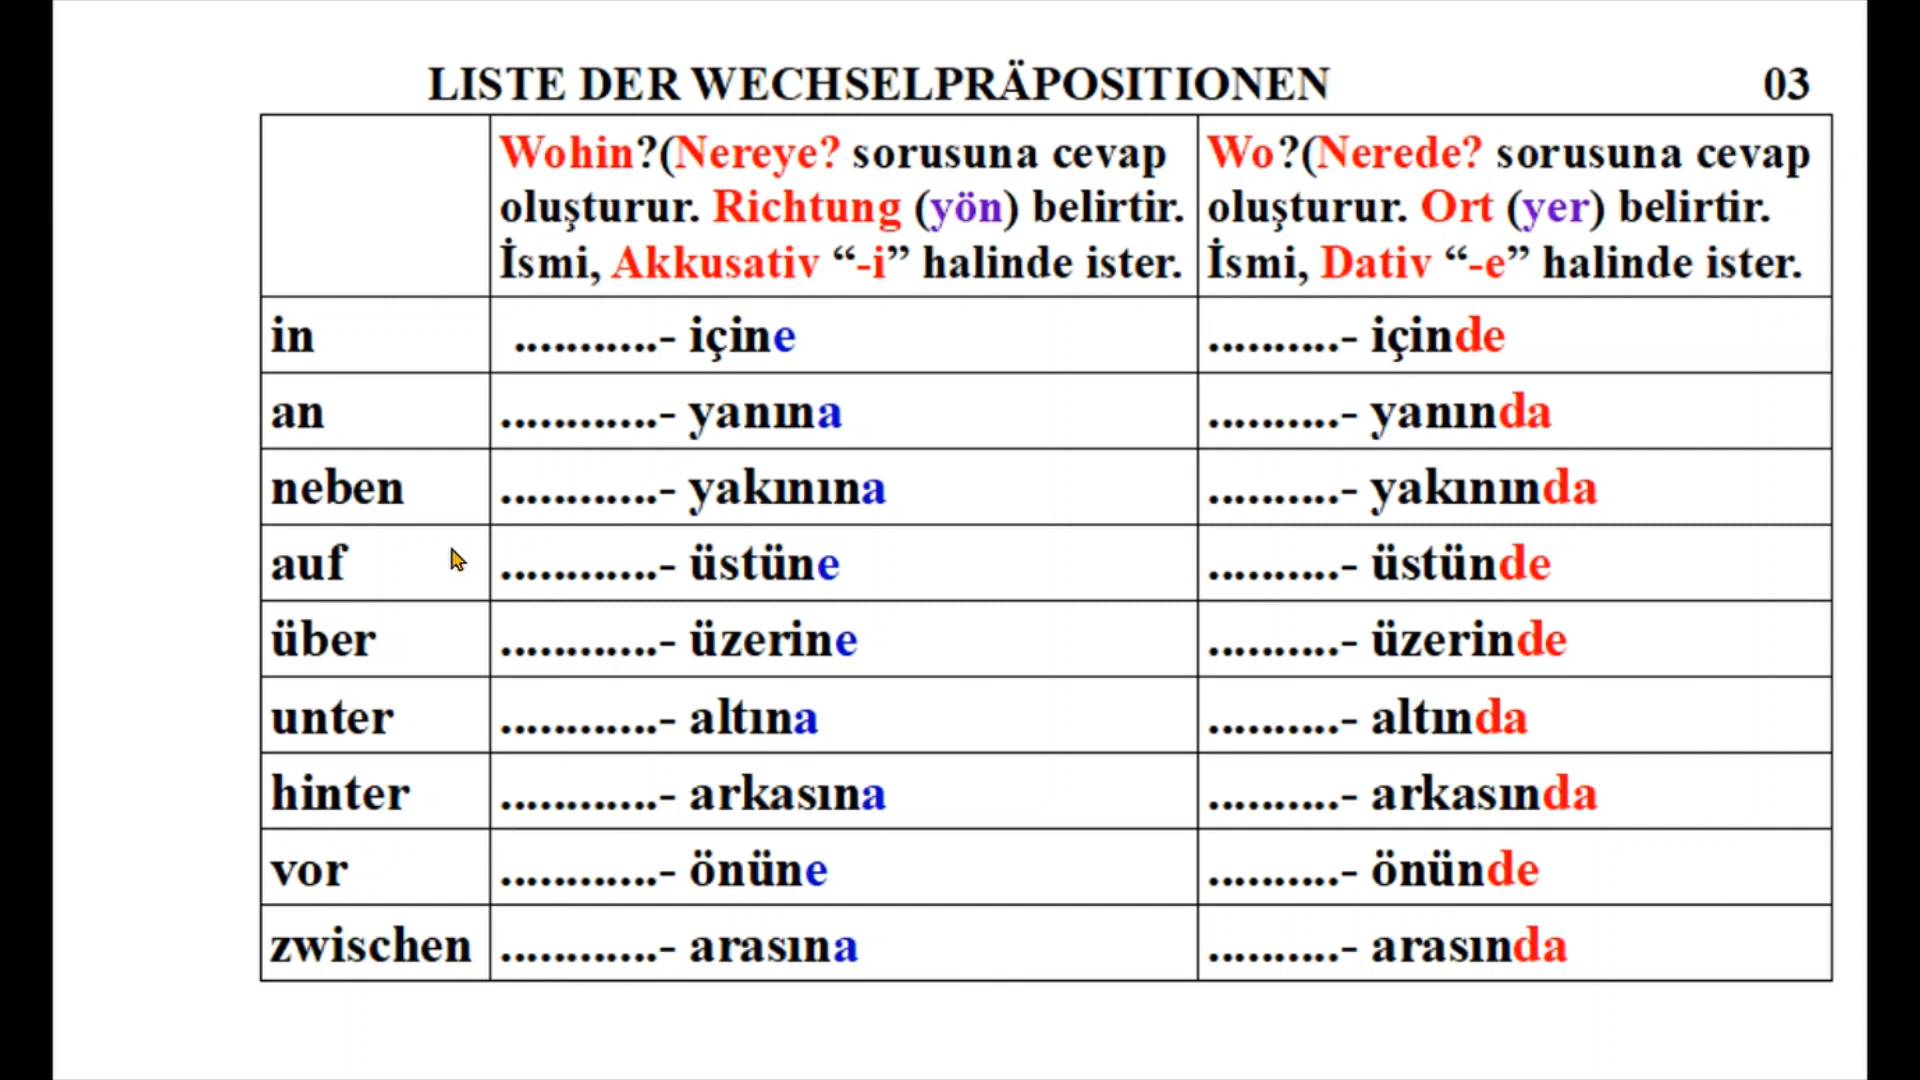 LISTE DER WECHSELPRÄPOSITIONEN 03
Wohin?(Nereye? sorusuna cevap
oluşturur. Richtung (yön) belirtir.
İsmi, Akkusativ “-i” halinde ister.
Wo?(Nerede? sorusuna cevap
oluşturur. Ort (yer) belirtir.
İsmi, Dativ “-e” halinde ister.
in ...........- içine ..........- içinde
an ............- yanına ..........- yanında
neben ............- yakınına ..........- yakınında
auf ............- üstüne ..........- üstünde
über ............- üzerine ..........- üzerinde
unter ............- altına ..........- altında
hinter ............- arkasına ..........- arkasında
vor ............- önüne ..........- önünde
zwischen ............- arasına ..........- arasında